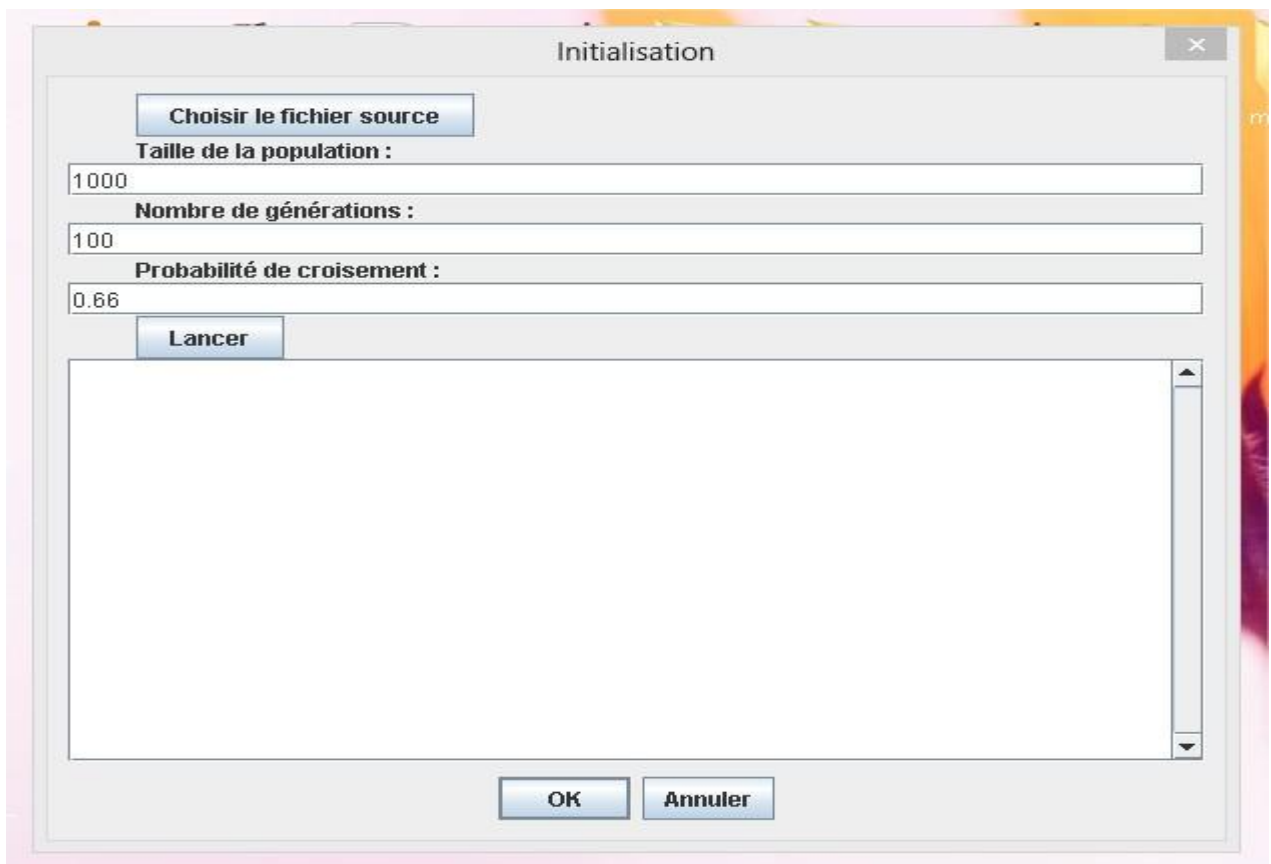 Initialisation
Choisir le fichier source
Taille de la population :
1000
Nombre de générations :
100
Probabilité de croisement :
0.66
Lancer
OK Annuler